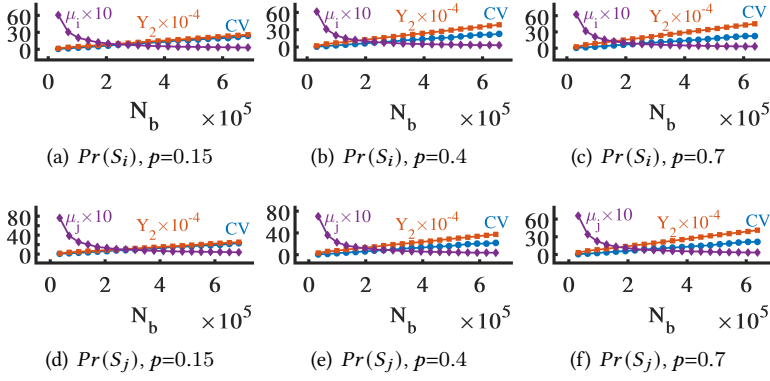 60 μi×10 Y2×10-4 CV
30
0
0 2 4 6
Nb ×10^5
(a) Pr(Si), p=0.15
60 μi×10 Y2×10-4 CV
30
0
0 2 4 6
Nb ×10^5
(b) Pr(Si), p=0.4
60 μi×10 Y2×10-4 CV
30
0
0 2 4 6
Nb ×10^5
(c) Pr(Si), p=0.7
80 μj×10 Y2×10-4 CV
40
0
0 2 4 6
Nb ×10^5
(d) Pr(Sj), p=0.15
80 μj×10 Y2×10-4 CV
40
0
0 2 4 6
Nb ×10^5
(e) Pr(Sj), p=0.4
60 μj×10 Y2×10-4 CV
30
0
0 2 4 6
Nb ×10^5
(f) Pr(Sj), p=0.7